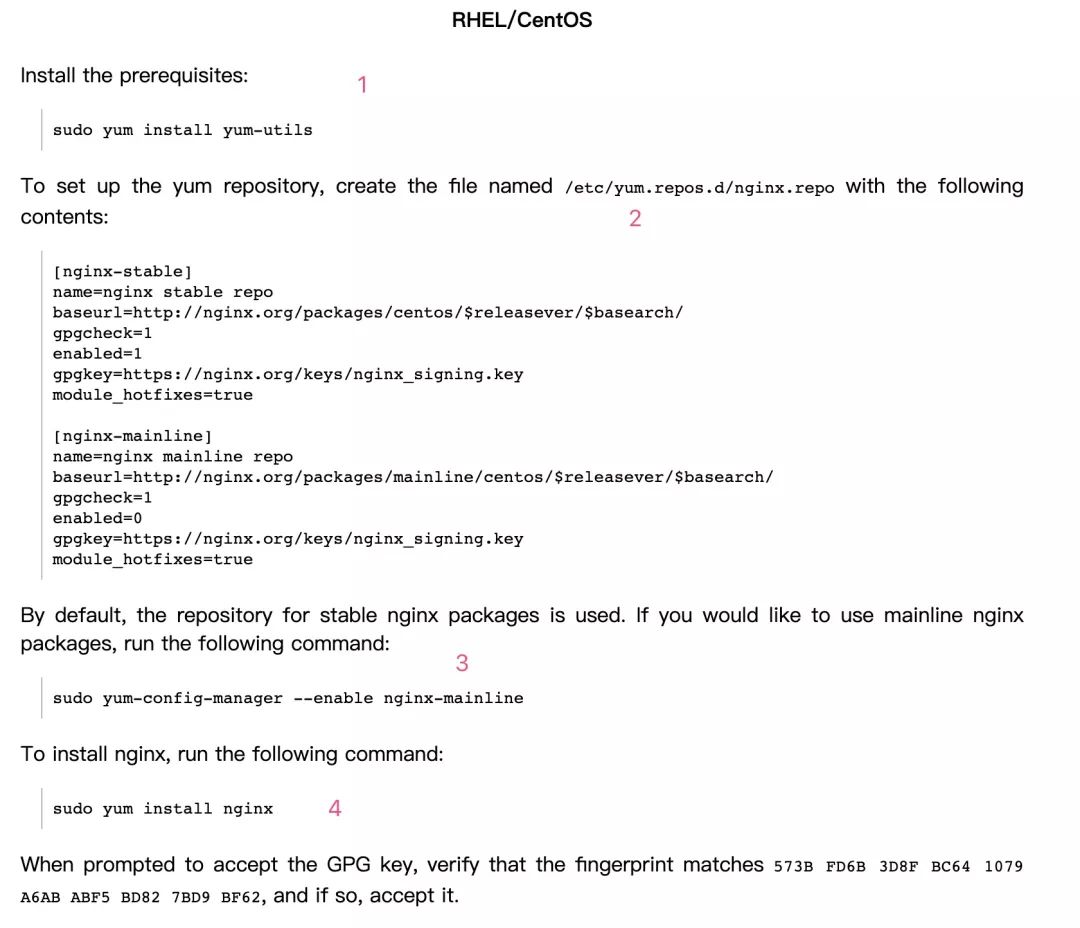 RHEL/CentOS
Install the prerequisites:
1
sudo yum install yum-utils
To set up the yum repository, create the file named /etc/yum.repos.d/nginx.repo with the following
contents:
2
[nginx-stable]
name=nginx stable repo
baseurl=http://nginx.org/packages/centos/$releasever/$basearch/
gpgcheck=1
enabled=1
gpgkey=https://nginx.org/keys/nginx_signing.key
module_hotfixes=true
[nginx-mainline]
name=nginx mainline repo
baseurl=http://nginx.org/packages/mainline/centos/$releasever/$basearch/
gpgcheck=1
enabled=0
gpgkey=https://nginx.org/keys/nginx_signing.key
module_hotfixes=true
By default, the repository for stable nginx packages is used. If you would like to use mainline nginx
packages, run the following command:
3
sudo yum-config-manager --enable nginx-mainline
To install nginx, run the following command:
sudo yum install nginx 4
When prompted to accept the GPG key, verify that the fingerprint matches 573B FD6B 3D8F BC64 1079
A6AB ABF5 BD82 7BD9 BF62, and if so, accept it.